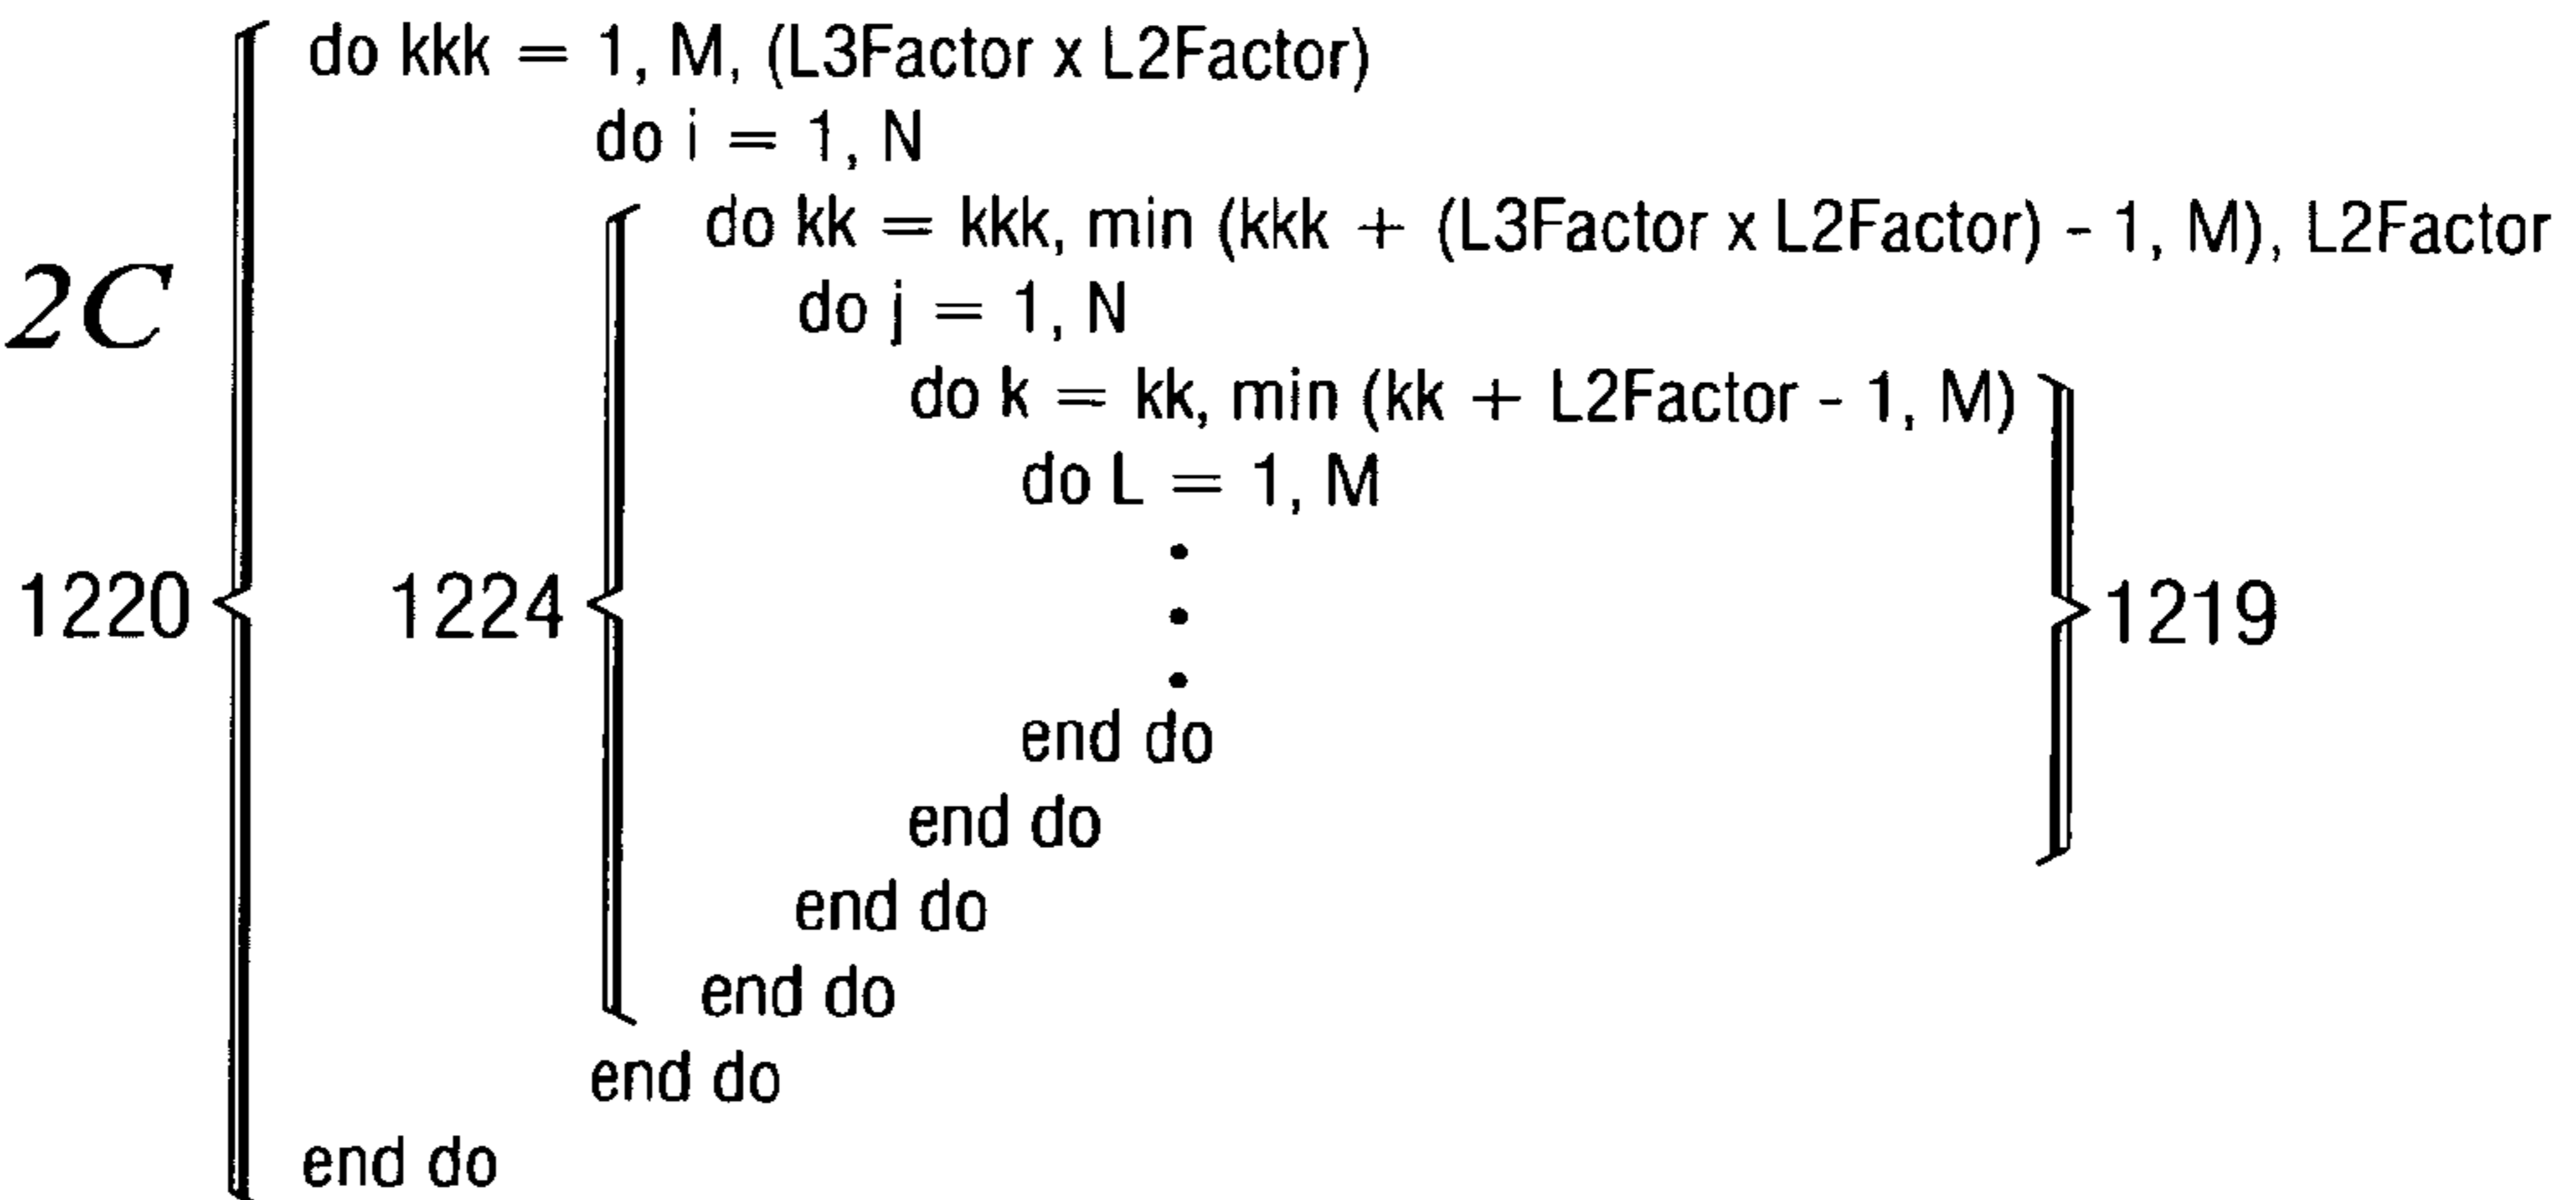 do kkk = 1, M, (L3Factor x L2Factor)
do i = 1, N
do kk = kkk, min (kkk + (L3Factor x L2Factor) - 1, M), L2Factor
2C
do j = 1, N
do k = kk, min (kk + L2Factor - 1, M)
do L = 1, M
1220 1224 1219
end do
end do
end do
end do
end do
end do